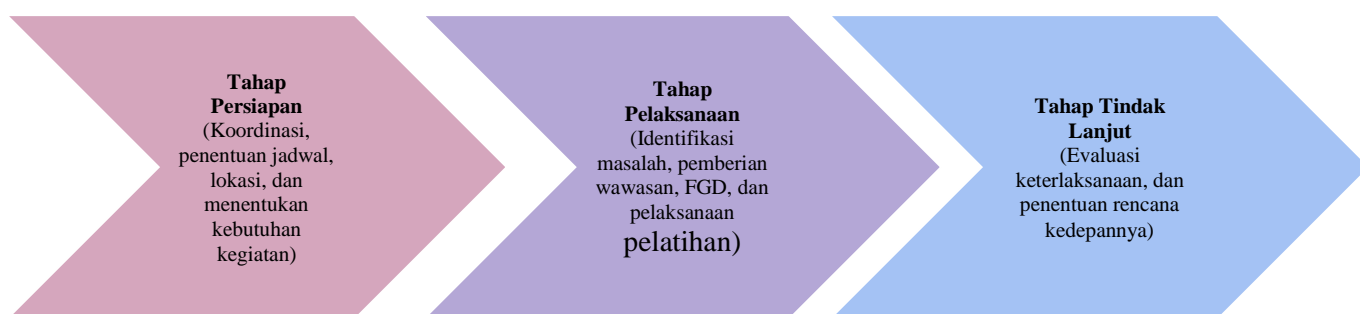 Tahap
Persiapan
(Koordinasi,
penentuan jadwal,
lokasi, dan
menentukan
kebutuhan
kegiatan)
Tahap
Pelaksanaan
(Identifikasi
masalah, pemberian
wawasan, FGD, dan
pelaksanaan
pelatihan)
Tahap Tindak
Lanjut
(Evaluasi
keterlaksanaan, dan
penentuan rencana
kedepannya)